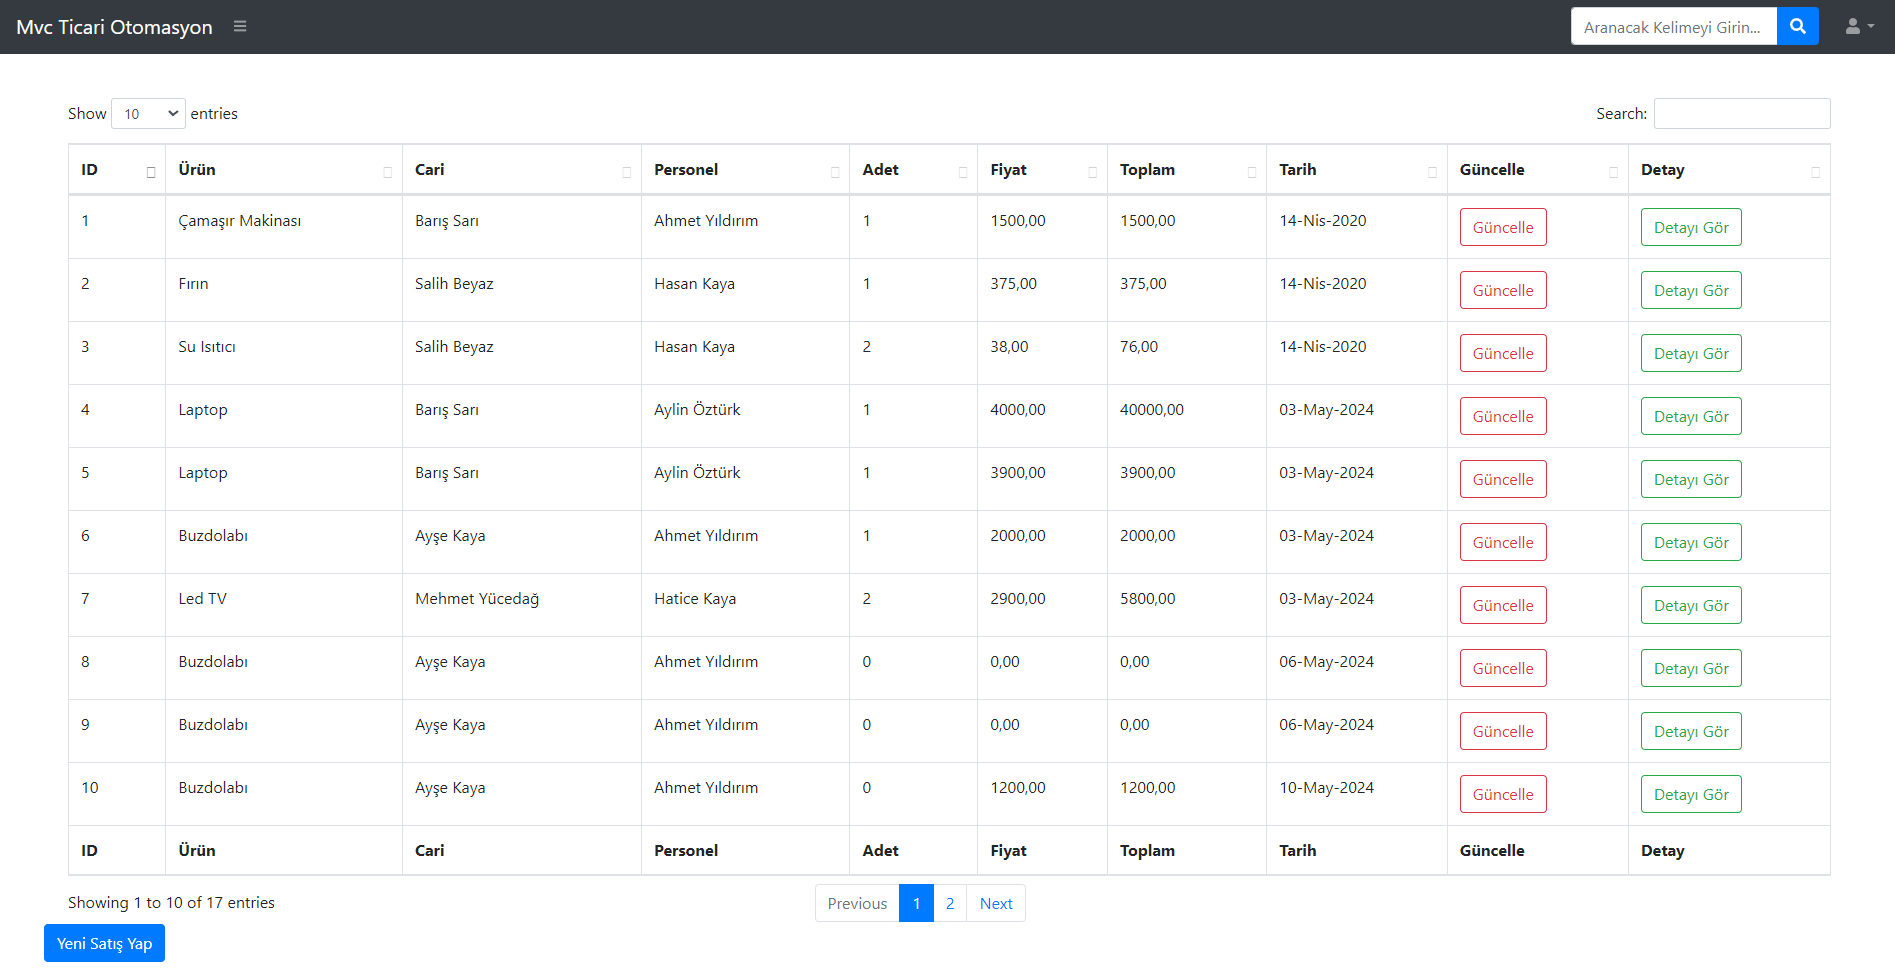 Mvc Ticari Otomasyon Aranacak Kelimeyi Girin...
Show 10 entries Search:
ID Ürün Cari Personel Adet Fiyat Toplam Tarih Güncelle Detay
1 Çamaşır Makinası Barış Sarı Ahmet Yıldırım 1 1500,00 1500,00 14-Nis-2020 Güncelle Detayı Gör
2 Fırın Salih Beyaz Hasan Kaya 1 375,00 375,00 14-Nis-2020 Güncelle Detayı Gör
3 Su Isıtıcı Salih Beyaz Hasan Kaya 2 38,00 76,00 14-Nis-2020 Güncelle Detayı Gör
4 Laptop Barış Sarı Aylin Öztürk 1 4000,00 40000,00 03-May-2024 Güncelle Detayı Gör
5 Laptop Barış Sarı Aylin Öztürk 1 3900,00 3900,00 03-May-2024 Güncelle Detayı Gör
6 Buzdolabı Ayşe Kaya Ahmet Yıldırım 1 2000,00 2000,00 03-May-2024 Güncelle Detayı Gör
7 Led TV Mehmet Yücedağ Hatice Kaya 2 2900,00 5800,00 03-May-2024 Güncelle Detayı Gör
8 Buzdolabı Ayşe Kaya Ahmet Yıldırım 0 0,00 0,00 06-May-2024 Güncelle Detayı Gör
9 Buzdolabı Ayşe Kaya Ahmet Yıldırım 0 0,00 0,00 06-May-2024 Güncelle Detayı Gör
10 Buzdolabı Ayşe Kaya Ahmet Yıldırım 0 1200,00 1200,00 10-May-2024 Güncelle Detayı Gör
ID Ürün Cari Personel Adet Fiyat Toplam Tarih Güncelle Detay
Showing 1 to 10 of 17 entries Previous 1 2 Next
Yeni Satış Yap